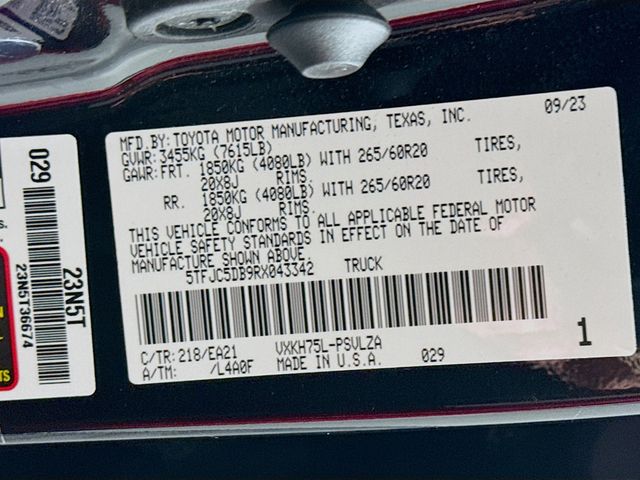 MFD.BY:TOYOTA MOTOR MANUFACTURING, TEXAS, INC. 09/23
GVWR:3455KG (7615LB)
GAWR:FRT. 1850KG (4080LB) WITH 265/60R20 TIRES,
20X8J RIMS.
RR. 1850KG (4080LB) WITH 265/60R20 TIRES,
20X8J RIMS.
THIS VEHICLE CONFORMS TO ALL APPLICABLE FEDERAL MOTOR
VEHICLE SAFETY STANDARDS IN EFFECT ON THE DATE OF
MANUFACTURE SHOWN ABOVE.
5TFJC5DB9RX043342 TRUCK
C/TR:218/EA21 VXKH75L-PSVLZA
A/TM: /L4A0F MADE IN U.S.A. 029
1
029
23N5T
23N5T36674